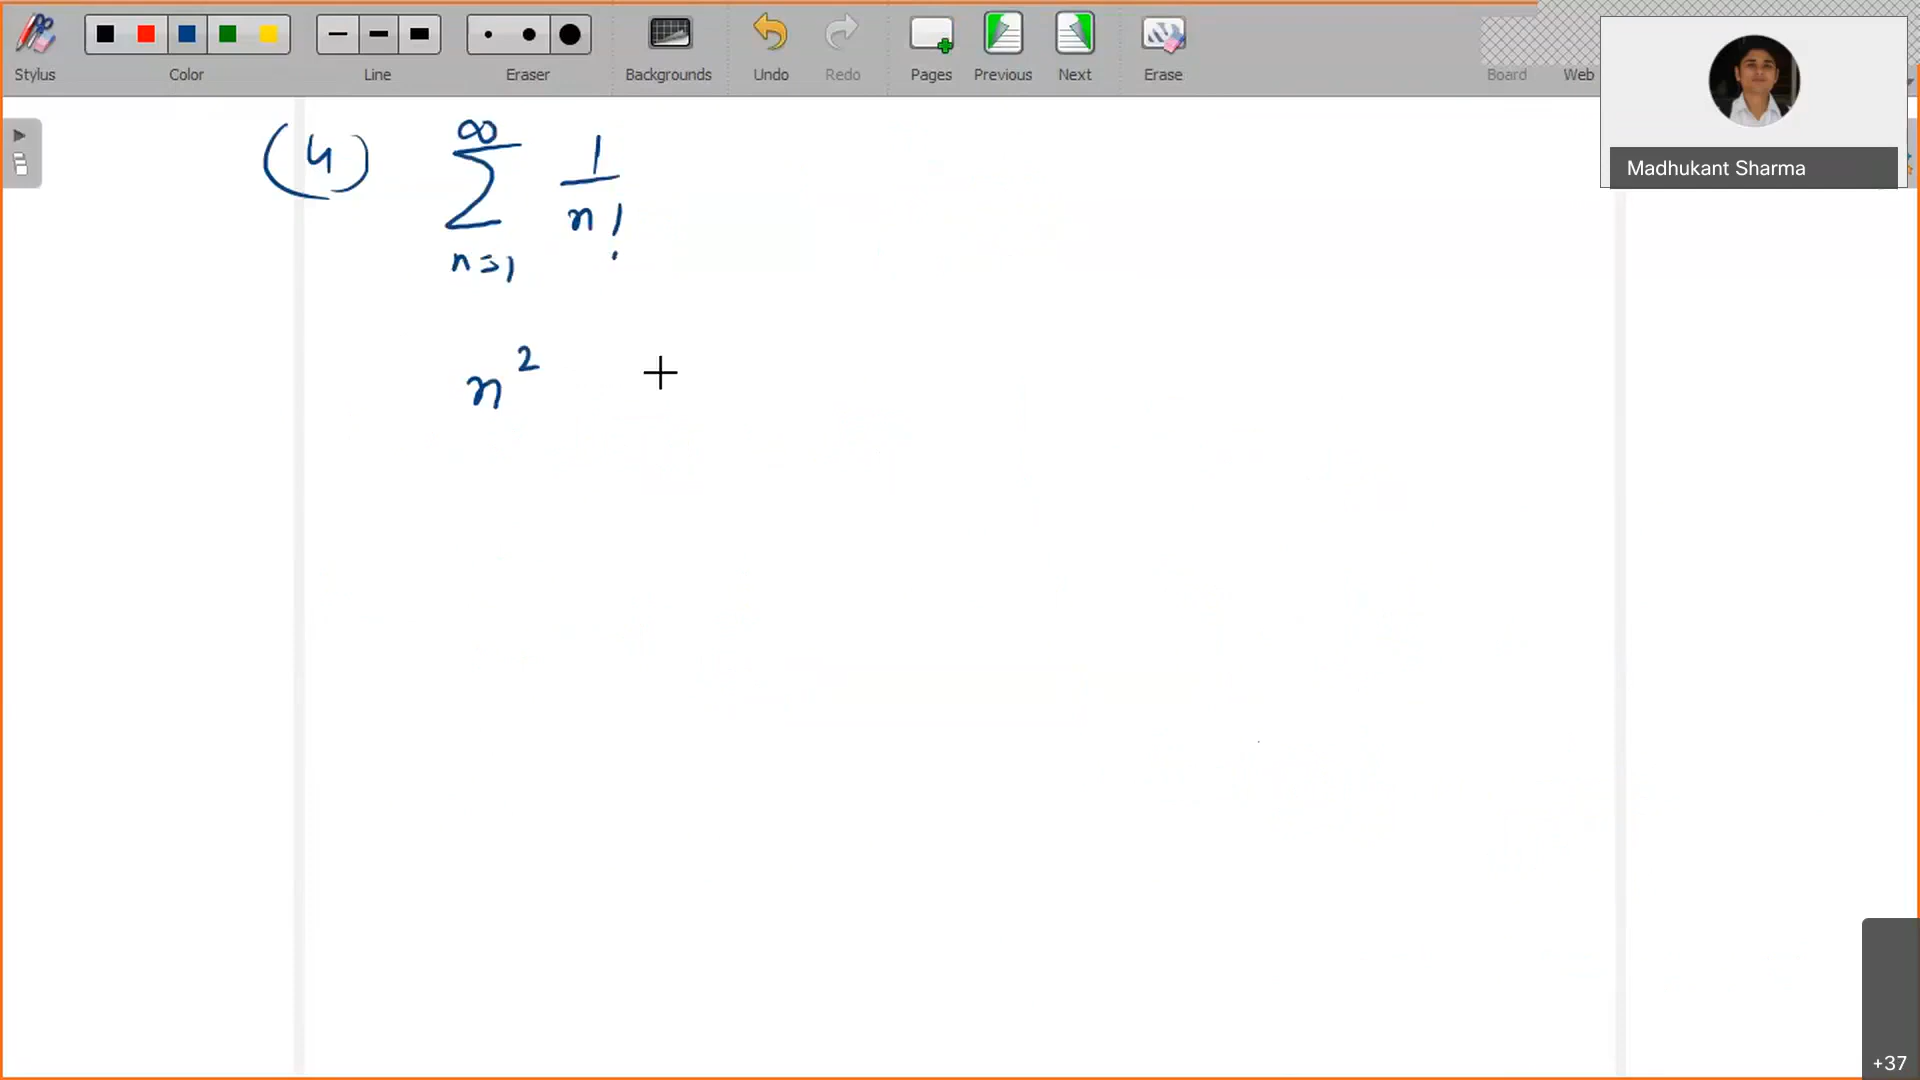 Stylus Color Line Eraser Backgrounds Undo Redo Pages Previous Next Erase Board Web
Madhukant Sharma
(4) ∞ ∑ n=1 1/n!
n²
+37